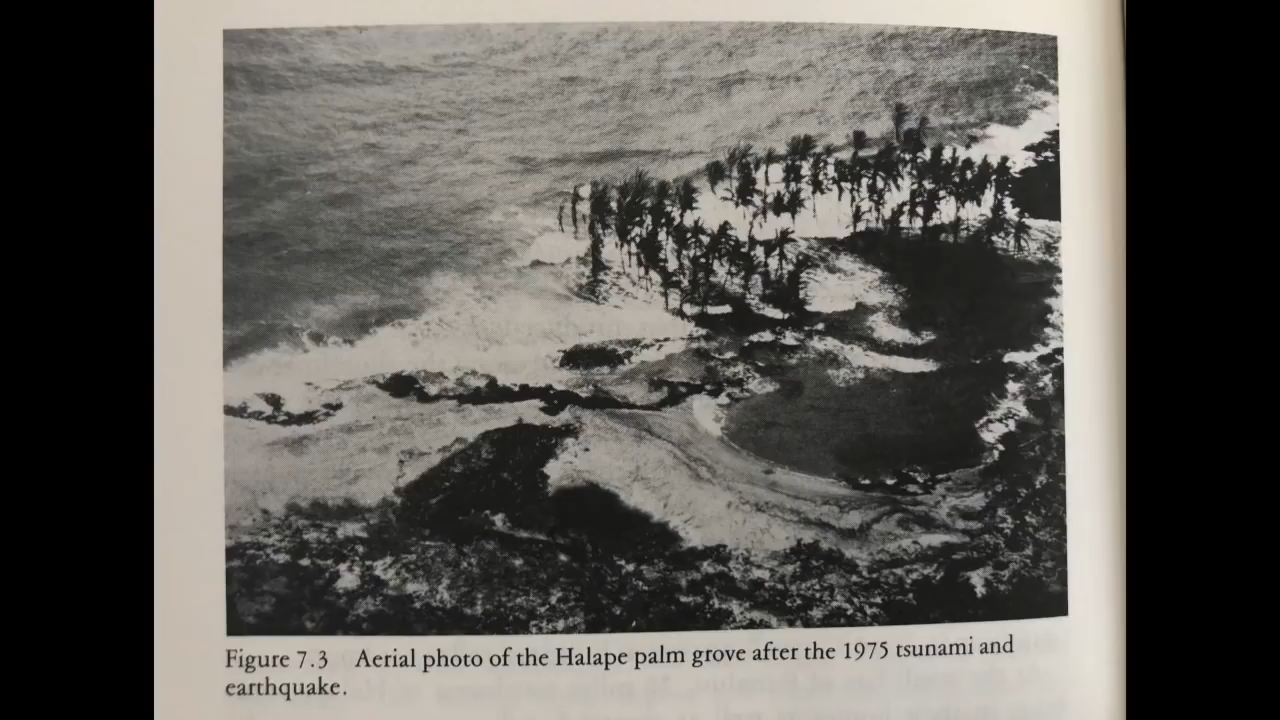 Figure 7.3 Aerial photo of the Halape palm grove after the 1975 tsunami and
earthquake.